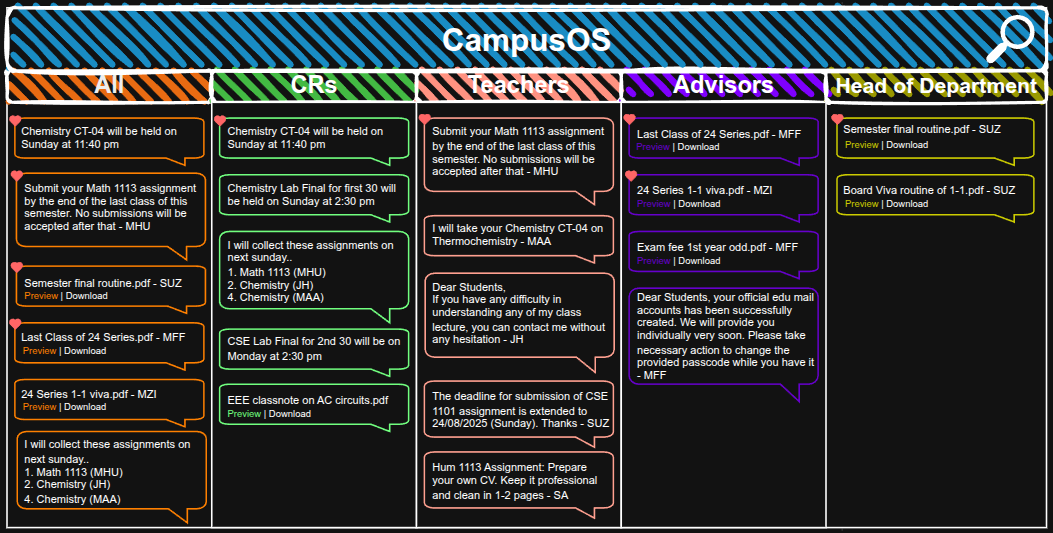 CampusOS
All
CRs
Teachers
Advisors
Head of Department
Chemistry CT-04 will be held on
Sunday at 11:40 pm
Submit your Math 1113 assignment
by the end of the last class of this
semester. No submissions will be
accepted after that - MHU
Semester final routine.pdf - SUZ
Preview | Download
Last Class of 24 Series.pdf - MFF
Preview | Download
24 Series 1-1 viva.pdf - MZI
Preview | Download
I will collect these assignments on
next sunday..
1. Math 1113 (MHU)
2. Chemistry (JH)
4. Chemistry (MAA)
Chemistry CT-04 will be held on
Sunday at 11:40 pm
Chemistry Lab Final for first 30 will
be held on Sunday at 2:30 pm
I will collect these assignments on
next sunday..
1. Math 1113 (MHU)
2. Chemistry (JH)
4. Chemistry (MAA)
CSE Lab Final for 2nd 30 will be on
Monday at 2:30 pm
EEE classnote on AC circuits.pdf
Preview | Download
Submit your Math 1113 assignment
by the end of the last class of this
semester. No submissions will be
accepted after that - MHU
I will take your Chemistry CT-04 on
Thermochemistry - MAA
Dear Students,
If you have any difficulty in
understanding any of my class
lecture, you can contact me without
any hesitation - JH
The deadline for submission of CSE
1101 assignment is extended to
24/08/2025 (Sunday). Thanks - SUZ
Hum 1113 Assignment: Prepare
your own CV. Keep it professional
and clean in 1-2 pages - SA
Last Class of 24 Series.pdf - MFF
Preview | Download
24 Series 1-1 viva.pdf - MZI
Preview | Download
Exam fee 1st year odd.pdf - MFF
Preview | Download
Dear Students, your official edu mail
accounts has been successfully
created. We will provide you
individually very soon. Please take
necessary action to change the
provided passcode while you have it
- MFF
Semester final routine.pdf - SUZ
Preview | Download
Board Viva routine of 1-1.pdf - SUZ
Preview | Download